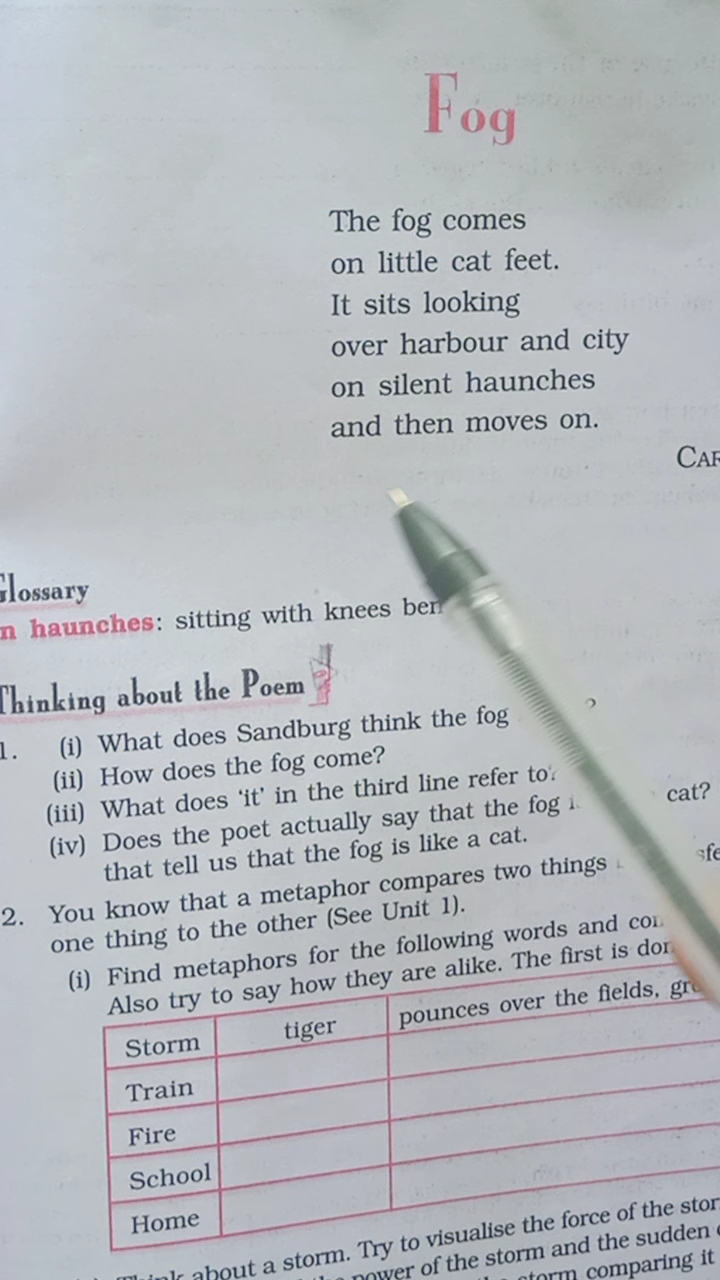 Fog
The fog comes
on little cat feet.
It sits looking
over harbour and city
on silent haunches
and then moves on.
Glossary
haunches: sitting with knees
Thinking about the Poem
1. (i) What does Sandburg think the fog ?
(ii) How does the fog come?
(iii) What does ‘it’ in the third line refer to?
(iv) Does the poet actually say that the fog cat?
that tell us that the fog is like a cat.
2. You know that a metaphor compares two things
one thing to the other (See Unit 1).
(i) Find metaphors for the following words and
Also try to say how they are alike. The first is
Storm tiger pounces over the fields,
Train
Fire
School
Home
about a storm. Try to visualise the force of the
power of the storm and the sudden
storm comparing it